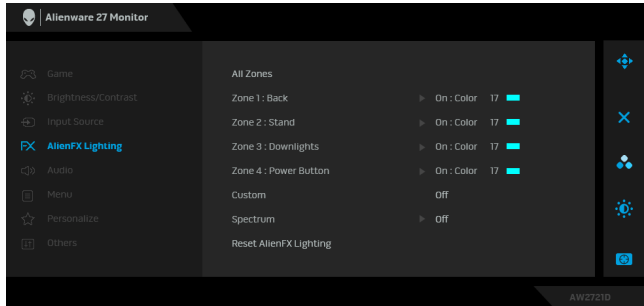 Alienware 27 Monitor
Game
Brightness/Contrast
Input Source
FX AlienFX Lighting
Audio
Menu
Personalize
Others
All Zones
Zone 1 : Back On : Color 17
Zone 2 : Stand On : Color 17
Zone 3 : Downlights On : Color 17
Zone 4 : Power Button On : Color 17
Custom Off
Spectrum Off
Reset AlienFX Lighting
AW2721D